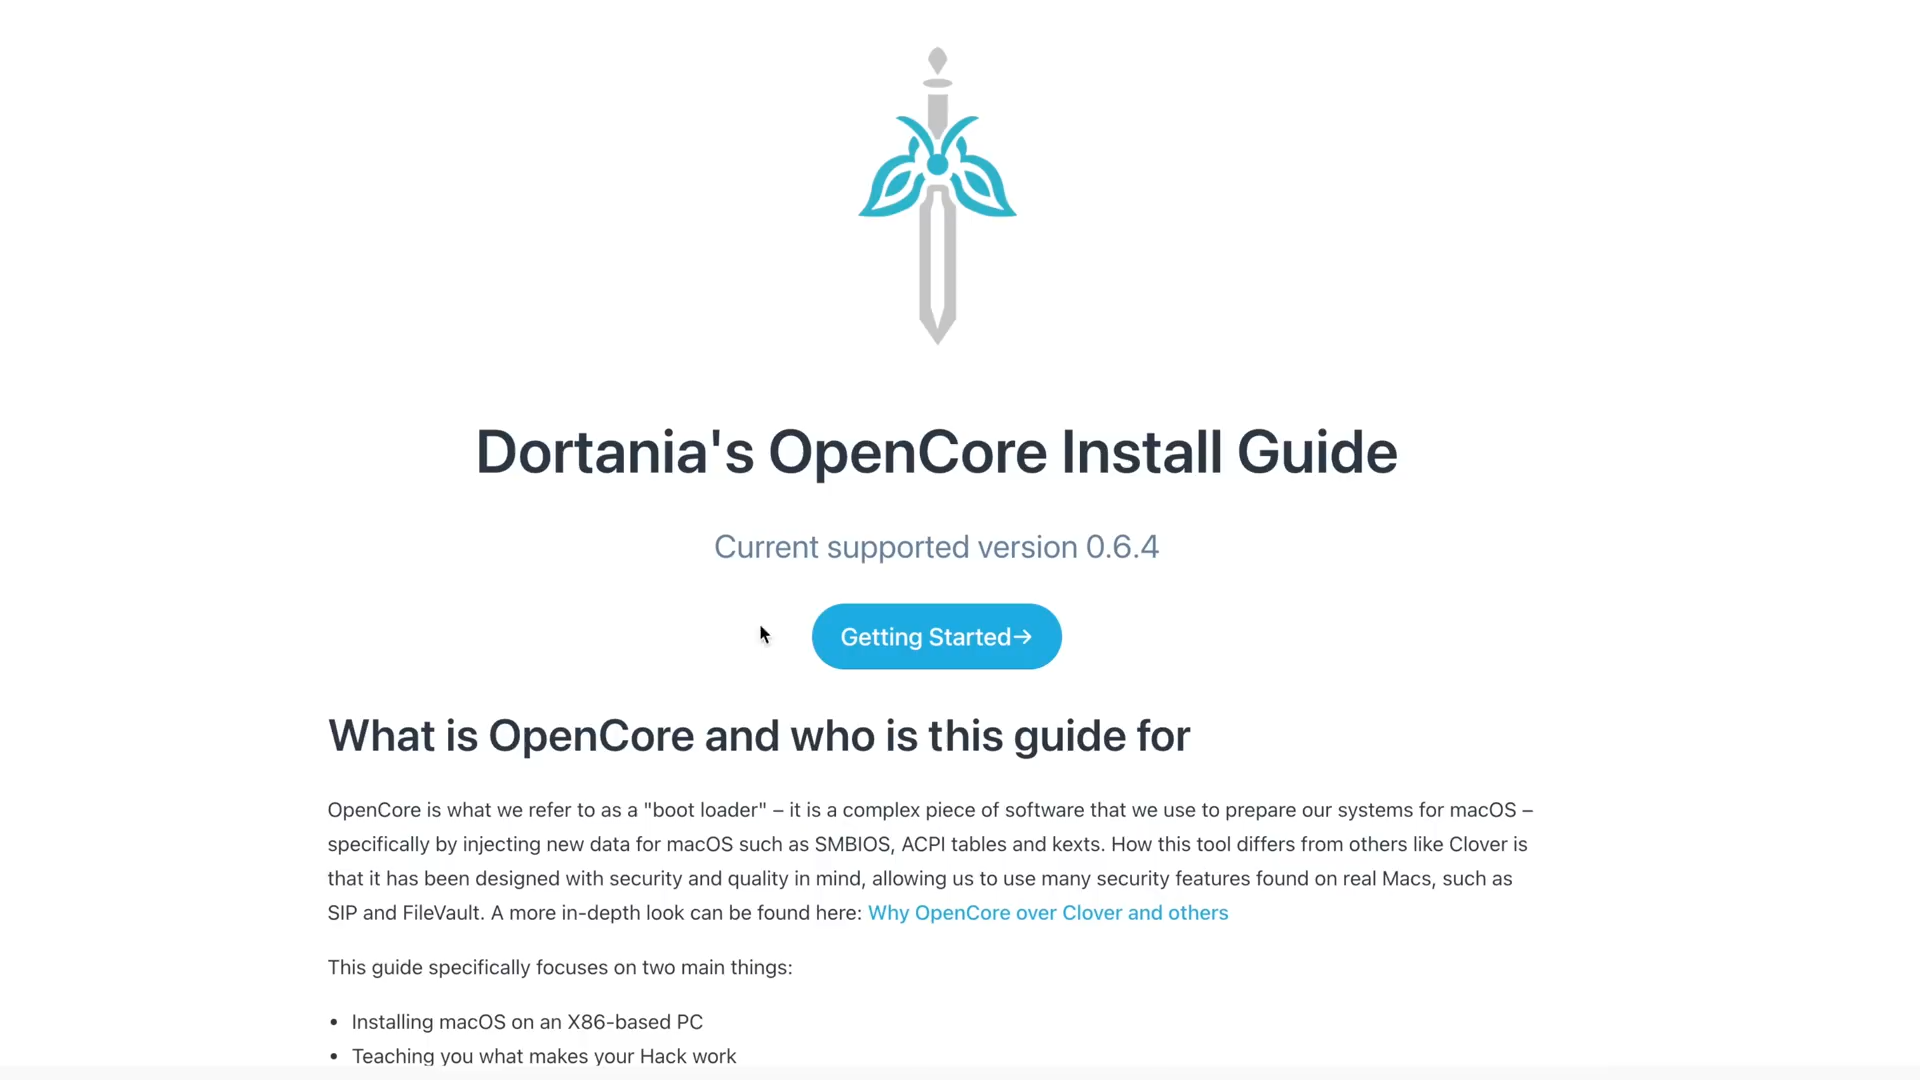 Dortania's OpenCore Install Guide
Current supported version 0.6.4
Getting Started→
What is OpenCore and who is this guide for
OpenCore is what we refer to as a "boot loader" – it is a complex piece of software that we use to prepare our systems for macOS –
specifically by injecting new data for macOS such as SMBIOS, ACPI tables and kexts. How this tool differs from others like Clover is
that it has been designed with security and quality in mind, allowing us to use many security features found on real Macs, such as
SIP and FileVault. A more in-depth look can be found here: Why OpenCore over Clover and others
This guide specifically focuses on two main things:
• Installing macOS on an X86-based PC
• Teaching you what makes your Hack work